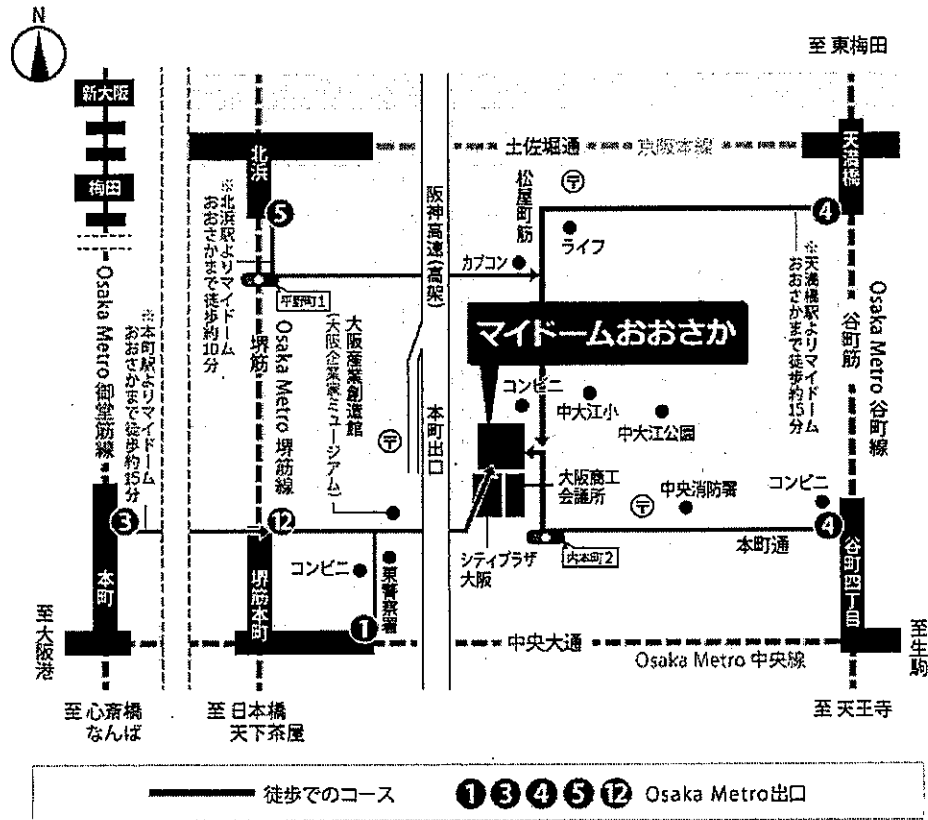 N
至 東梅田
新大阪
梅田
北浜
土佐堀通
京阪本線
天満橋
〒
松屋町筋
阪神高速(高架)
5
4
ライフ
カプコン
※北浜駅よりマイドーム
おおさかまで徒歩約10分
平野町1
※天満橋駅よりマイドーム
おおさかまで徒歩約15分
Osaka Metro 御堂筋線
※本町駅よりマイドーム
おおさかまで徒歩約15分
堺筋
Osaka Metro 堺筋線
大阪産業創造館
(大阪企業家ミュージアム)
マイドームおおさか
谷町筋
Osaka Metro 谷町線
コンビニ
中大江小
中大江公園
〒
本町出口
大阪商工
会議所
〒
中央消防署
コンビニ
3
12
4
本町通
内本町2
シティプラザ
大阪
本町
堺筋本町
コンビニ
東警察署
1
谷町四丁目
至大阪港
中央大通
Osaka Metro 中央線
至生駒
至 心斎橋
なんば
至 日本橋
天下茶屋
至 天王寺
徒歩でのコース
1 3 4 5 12 Osaka Metro出口